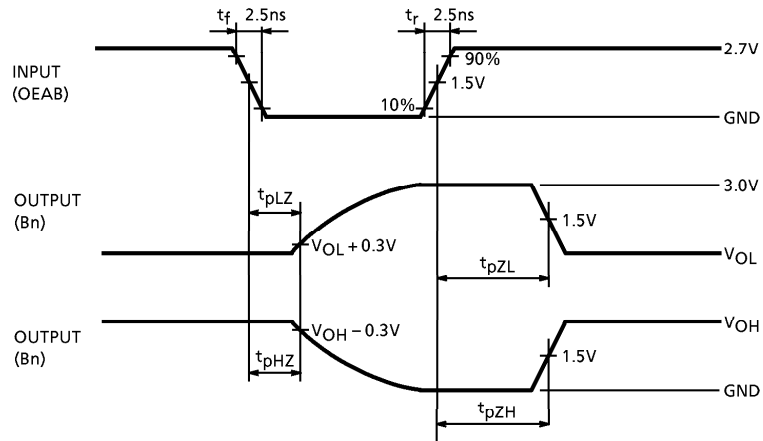 tf 2.5ns
tr 2.5ns
2.7V
90%
INPUT
(OEAB)
1.5V
10%
GND
OUTPUT
(Bn)
tpLZ
3.0V
1.5V
VOL + 0.3V
VOL
tpZL
OUTPUT
(Bn)
VOH
VOH − 0.3V
1.5V
tpHZ
GND
tpZH